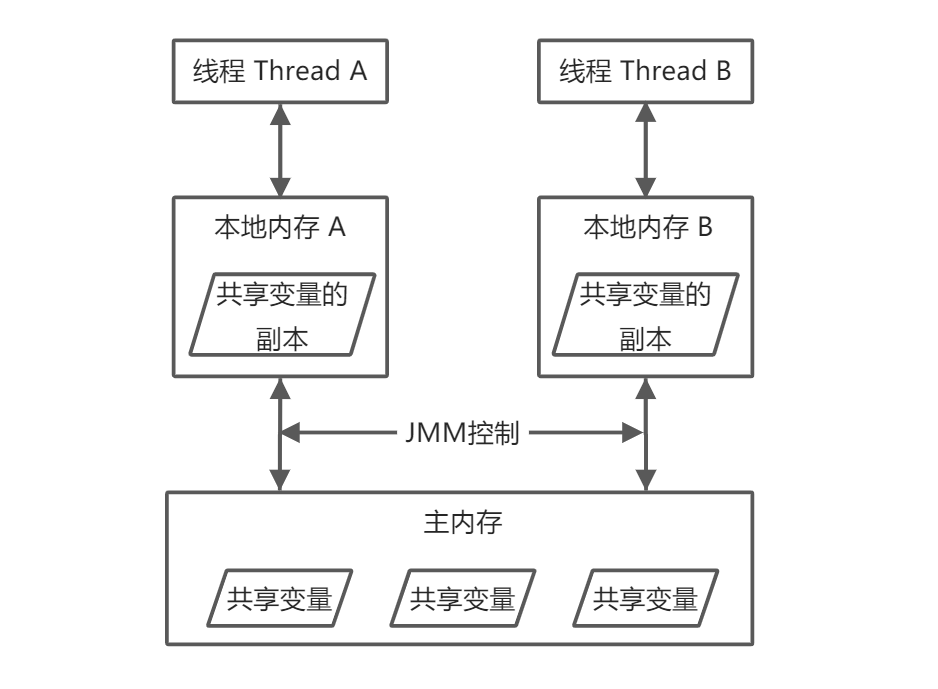 线程 Thread A
线程 Thread B
本地内存 A
本地内存 B
共享变量的
副本
共享变量的
副本
JMM控制
主内存
共享变量
共享变量
共享变量